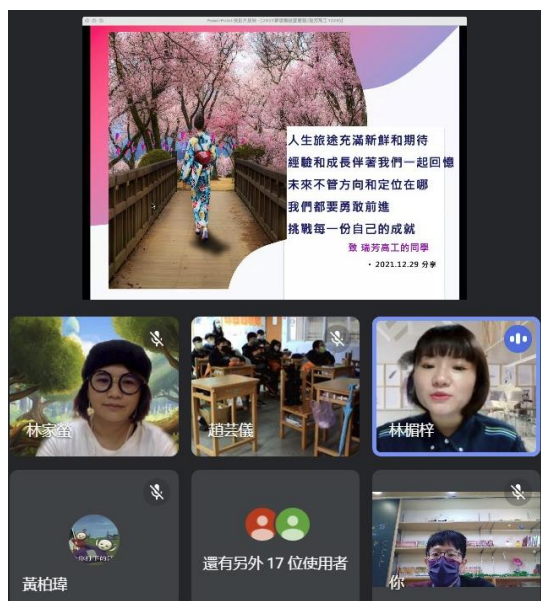 人生旅途充滿新鮮和期待
經驗和成長伴著我們一起回憶
未來不管方向和定位在哪
我們都要勇敢前進
挑戰每一份自己的成就
致 瑞芳高工的同學
• 2021.12.29 分享
林家螢
趙芸儀
林楣梓
黃柏瑋
還有另外 17 位使用者
你